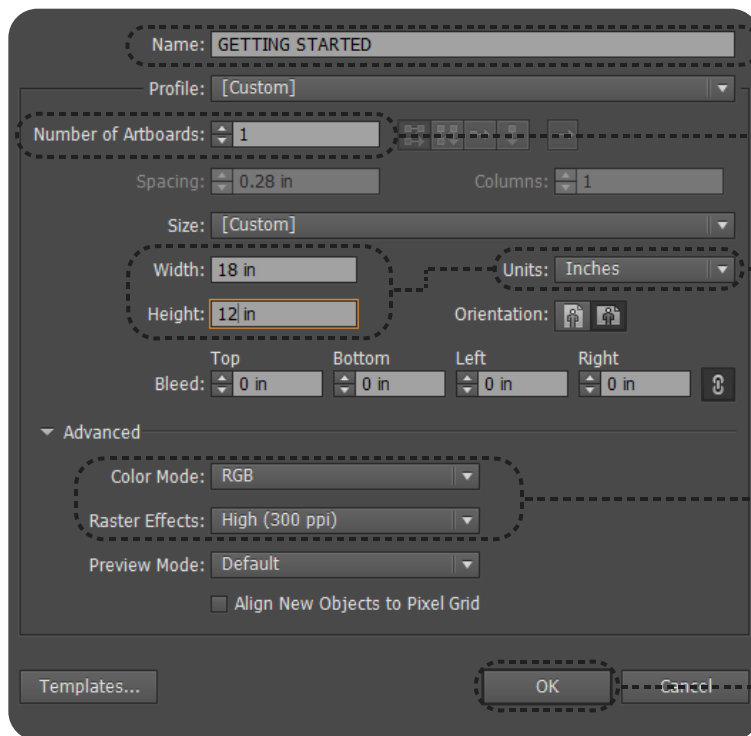 Name: GETTING STARTED
Profile: [Custom]
Number of Artboards: 1
Spacing: 0.28 in Columns: 1
Size: [Custom]
Width: 18 in Units: Inches
Height: 12 in Orientation:
Top Bottom Left Right
Bleed: 0 in 0 in 0 in 0 in
Advanced
Color Mode: RGB
Raster Effects: High (300 ppi)
Preview Mode: Default
Align New Objects to Pixel Grid
Templates... OK Cancel